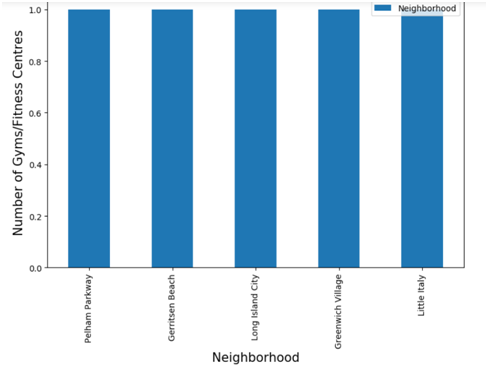 Neighborhood
Number of Gyms/Fitness Centres
1.0
0.8
0.6
0.4
0.2
0.0
Pelham Parkway
Gerritsen Beach
Long Island City
Greenwich Village
Little Italy
Neighborhood